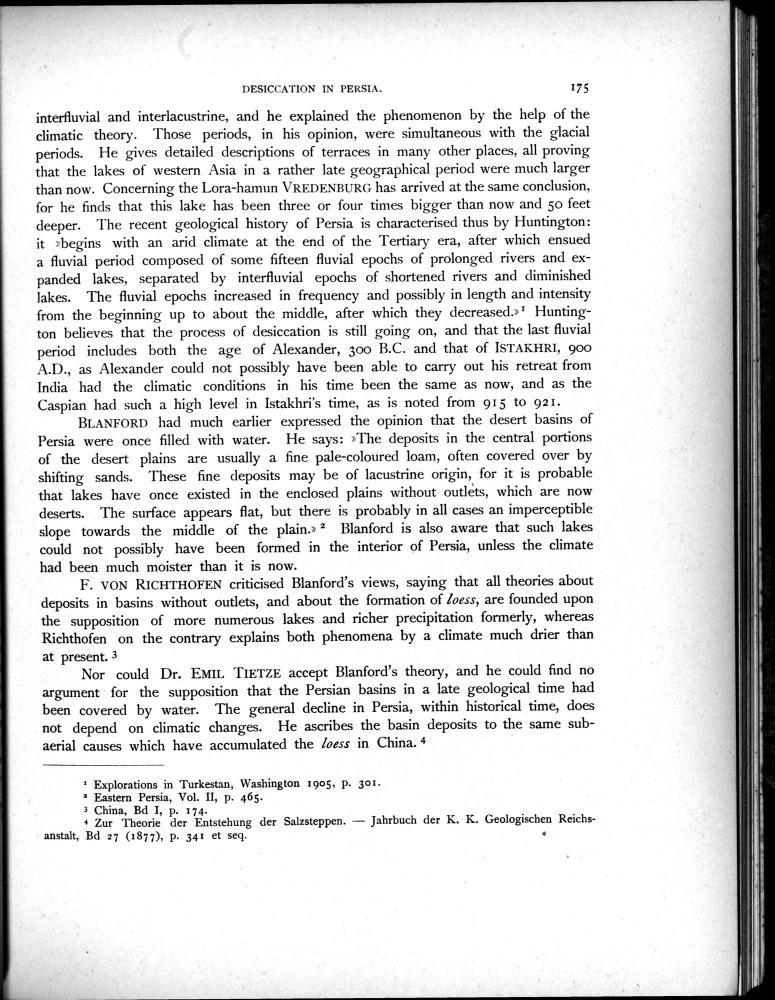 DESICCATION IN PERSIA. 175
interfluvial and interlacustrine, and he explained the phenomenon by the help of the
climatic theory. Those periods, in his opinion, were simultaneous with the glacial
periods. He gives detailed descriptions of terraces in many other places, all proving
that the lakes of western Asia in a rather late geographical period were much larger
than now. Concerning the Lora-hamun VREDENBURG has arrived at the same conclusion,
for he finds that this lake has been three or four times bigger than now and 50 feet
deeper. The recent geological history of Persia is characterised thus by Huntington:
it »begins with an arid climate at the end of the Tertiary era, after which ensued
a fluvial period composed of some fifteen fluvial epochs of prolonged rivers and ex-
panded lakes, separated by interfluvial epochs of shortened rivers and diminished
lakes. The fluvial epochs increased in frequency and possibly in length and intensity
from the beginning up to about the middle, after which they decreased.»¹ Hunting-
ton believes that the process of desiccation is still going on, and that the last fluvial
period includes both the age of Alexander, 300 B.C. and that of ISTAKHRI, 900
A.D., as Alexander could not possibly have been able to carry out his retreat from
India had the climatic conditions in his time been the same as now, and as the
Caspian had such a high level in Istakhri's time, as is noted from 915 to 921.
BLANFORD had much earlier expressed the opinion that the desert basins of
Persia were once filled with water. He says: »The deposits in the central portions
of the desert plains are usually a fine pale-coloured loam, often covered over by
shifting sands. These fine deposits may be of lacustrine origin, for it is probable
that lakes have once existed in the enclosed plains without outlets, which are now
deserts. The surface appears flat, but there is probably in all cases an imperceptible
slope towards the middle of the plain.» ² Blanford is also aware that such lakes
could not possibly have been formed in the interior of Persia, unless the climate
had been much moister than it is now.
F. VON RICHTHOFEN criticised Blanford's views, saying that all theories about
deposits in basins without outlets, and about the formation of loess, are founded upon
the supposition of more numerous lakes and richer precipitation formerly, whereas
Richthofen on the contrary explains both phenomena by a climate much drier than
at present. ³
Nor could Dr. EMIL TIETZE accept Blanford's theory, and he could find no
argument for the supposition that the Persian basins in a late geological time had
been covered by water. The general decline in Persia, within historical time, does
not depend on climatic changes. He ascribes the basin deposits to the same sub-
aerial causes which have accumulated the loess in China. ⁴
¹ Explorations in Turkestan, Washington 1905, p. 301.
² Eastern Persia, Vol. II, p. 465.
³ China, Bd I, p. 174.
⁴ Zur Theorie der Entstehung der Salzsteppen. — Jahrbuch der K. K. Geologischen Reichs-
anstalt, Bd 27 (1877), p. 341 et seq.